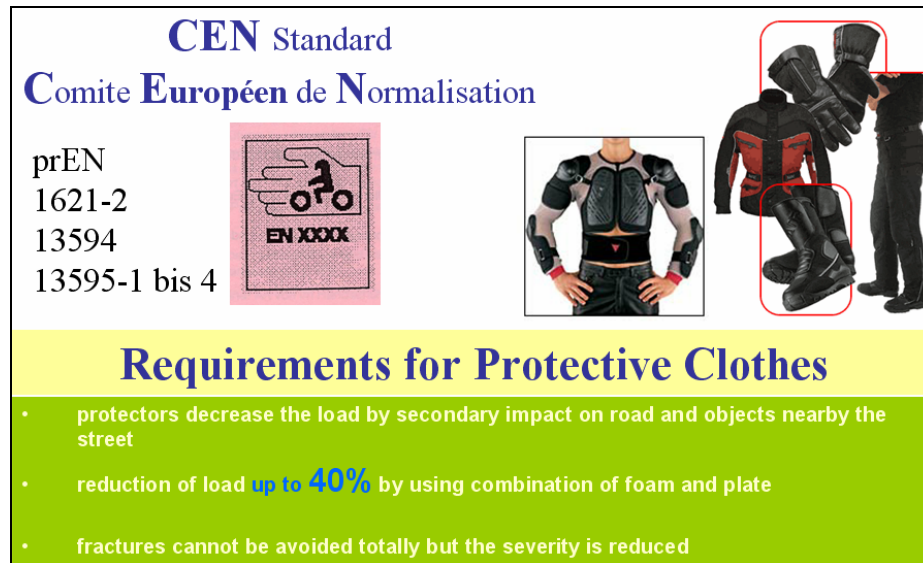 CEN Standard
Comite Européen de Normalisation
prEN
1621-2
13594
13595-1 bis 4
EN XXXX
Requirements for Protective Clothes
• protectors decrease the load by secondary impact on road and objects nearby the
street
• reduction of load up to 40% by using combination of foam and plate
• fractures cannot be avoided totally but the severity is reduced